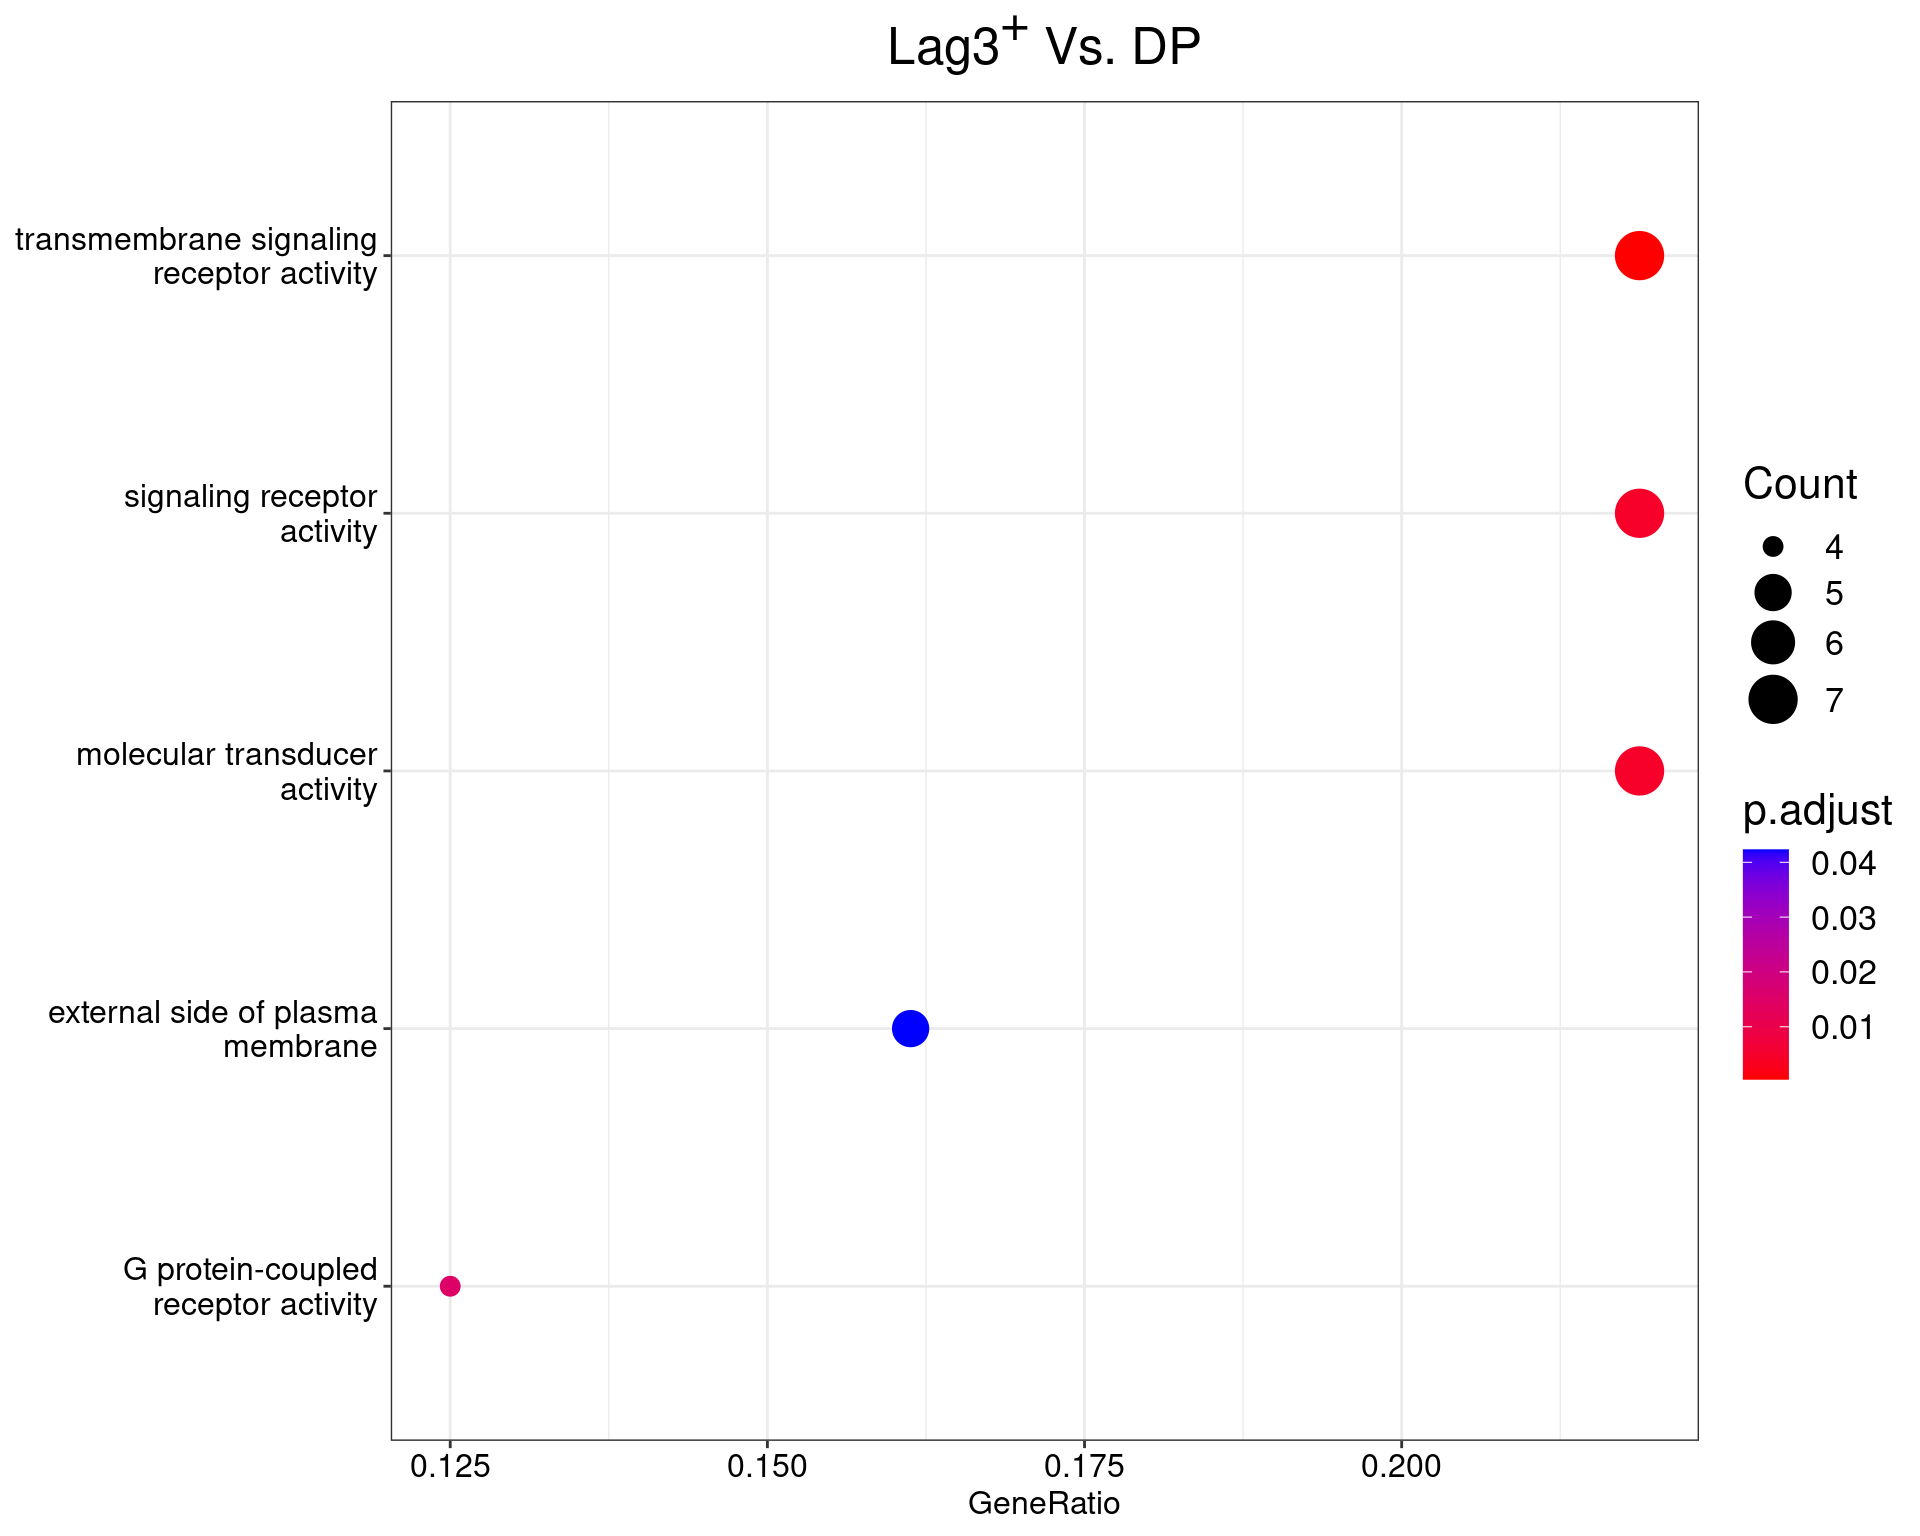 Lag3⁺ Vs. DP
transmembrane signaling
receptor activity
signaling receptor
activity
molecular transducer
activity
external side of plasma
membrane
G protein-coupled
receptor activity
0.125
0.150
0.175
0.200
GeneRatio
Count
4
5
6
7
p.adjust
0.04
0.03
0.02
0.01